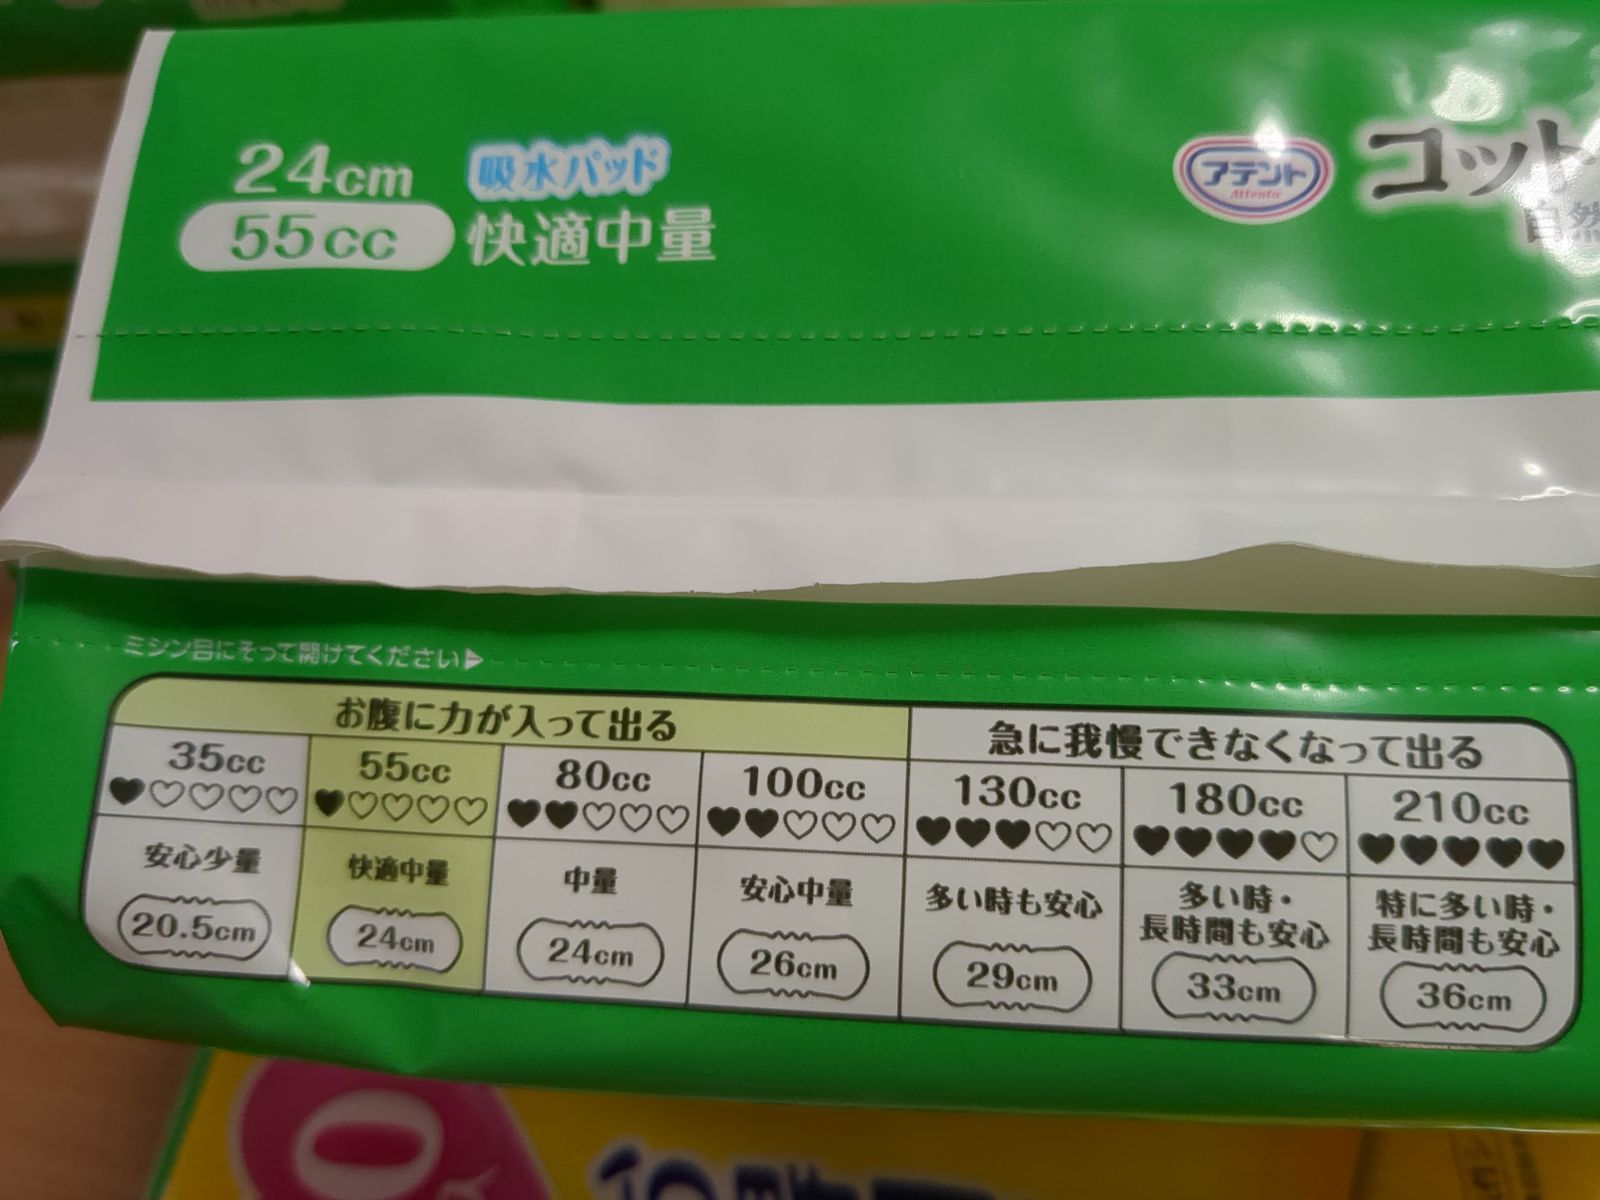 24cm 吸水パッド
55cc 快適中量
アテント
Attento
コット
自然
ミシン目にそって開けてください▶
お腹に力が入って出る 急に我慢できなくなって出る
35cc 55cc 80cc 100cc 130cc 180cc 210cc
♥♡♡♡♡ ♥♡♡♡♡ ♥♥♡♡♡ ♥♥♡♡♡ ♥♥♥♡♡ ♥♥♥♥♡ ♥♥♥♥♥
安心少量 快適中量 中量 安心中量 多い時も安心 多い時・長時間も安心 特に多い時・長時間も安心
20.5cm 24cm 24cm 26cm 29cm 33cm 36cm